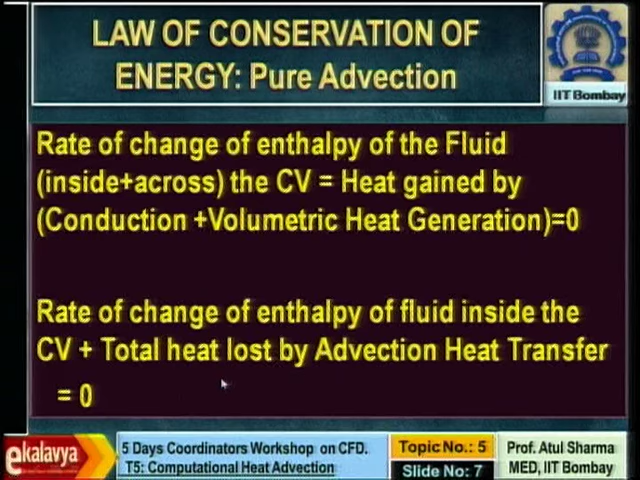 LAW OF CONSERVATION OF
ENERGY: Pure Advection
IIT Bombay
Rate of change of enthalpy of the Fluid
(inside+across) the CV = Heat gained by
(Conduction +Volumetric Heat Generation)=0
Rate of change of enthalpy of fluid inside the
CV + Total heat lost by Advection Heat Transfer
= 0
ekalavya
5 Days Coordinators Workshop on CFD.
T5: Computational Heat Advection
Topic No.: 5
Slide No: 7
Prof. Atul Sharma
MED, IIT Bombay